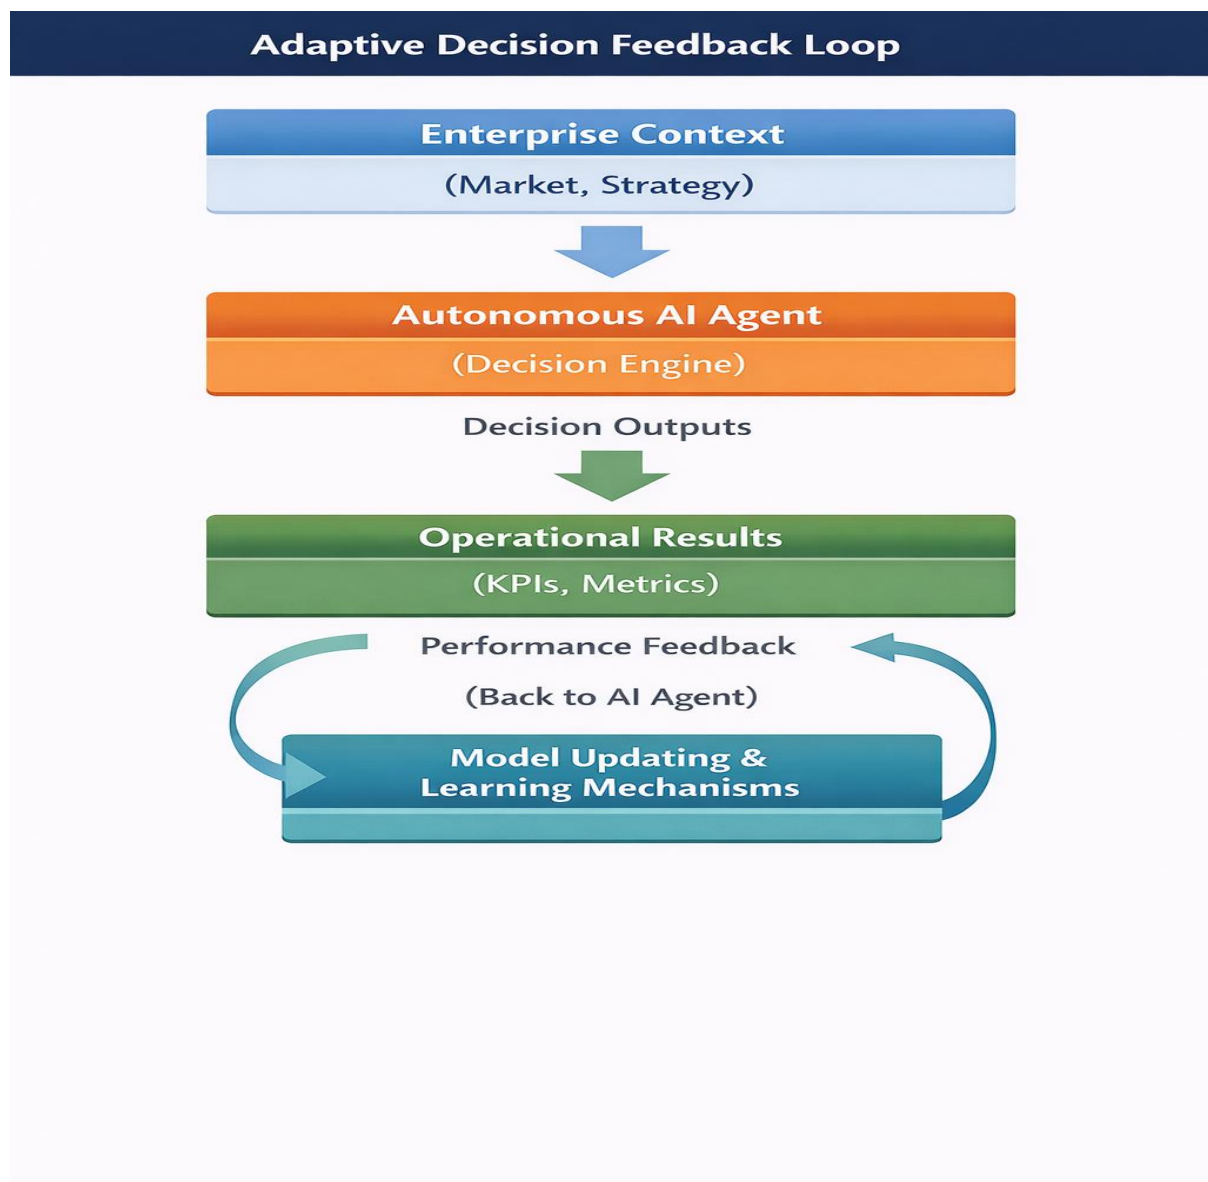 Adaptive Decision Feedback Loop
Enterprise Context
(Market, Strategy)
Autonomous AI Agent
(Decision Engine)
Decision Outputs
Operational Results
(KPIs, Metrics)
Performance Feedback
(Back to AI Agent)
Model Updating &
Learning Mechanisms